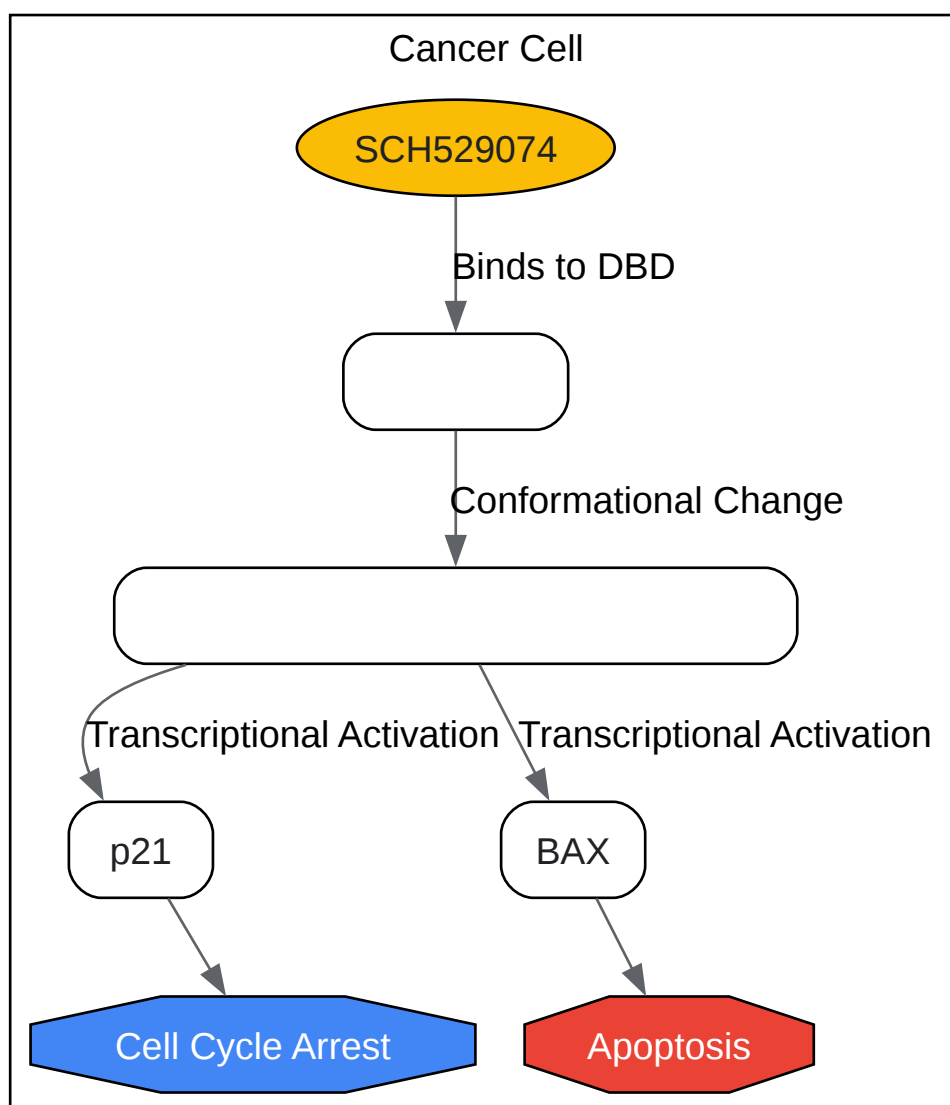 Cancer Cell
SCH529074
Binds to DBD
Conformational Change
Transcriptional Activation
Transcriptional Activation
p21
BAX
Cell Cycle Arrest
Apoptosis